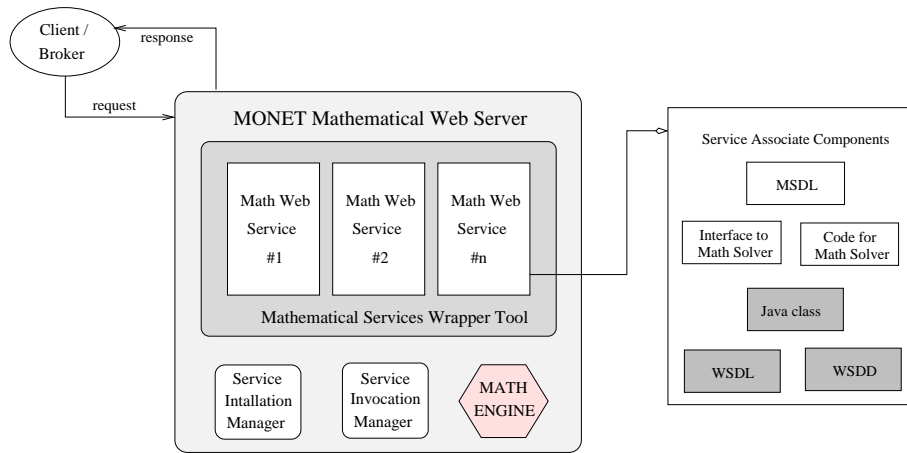 Client /
Broker
response
request
MONET Mathematical Web Server
Math Web
Service
#1
Math Web
Service
#2
Math Web
Service
#n
Mathematical Services Wrapper Tool
Service
Intallation
Manager
Service
Invocation
Manager
MATH
ENGINE
Service Associate Components
MSDL
Interface to
Math Solver
Code for
Math Solver
Java class
WSDL
WSDD